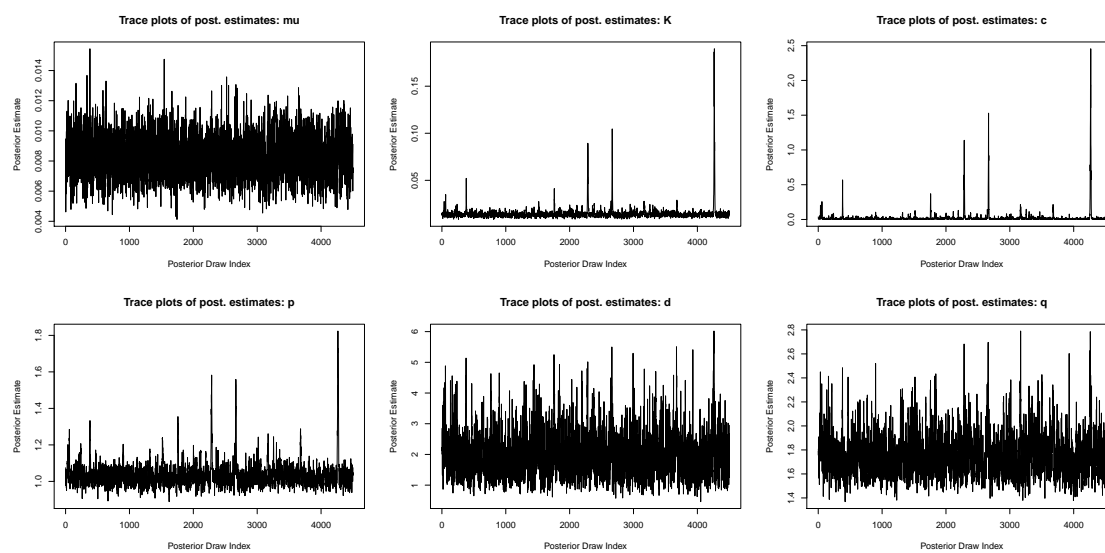 Trace plots of post. estimates: mu
Posterior Estimate
0.014
0.012
0.010
0.008
0.006
0.004
0 1000 2000 3000 4000
Posterior Draw Index
Trace plots of post. estimates: K
Posterior Estimate
0.15
0.10
0.05
0 1000 2000 3000 4000
Posterior Draw Index
Trace plots of post. estimates: c
Posterior Estimate
2.5
2.0
1.5
1.0
0.5
0.0
0 1000 2000 3000 4000
Posterior Draw Index
Trace plots of post. estimates: p
Posterior Estimate
1.8
1.6
1.4
1.2
1.0
0 1000 2000 3000 4000
Posterior Draw Index
Trace plots of post. estimates: d
Posterior Estimate
6
5
4
3
2
1
0 1000 2000 3000 4000
Posterior Draw Index
Trace plots of post. estimates: q
Posterior Estimate
2.8
2.6
2.4
2.2
2.0
1.8
1.6
1.4
0 1000 2000 3000 4000
Posterior Draw Index